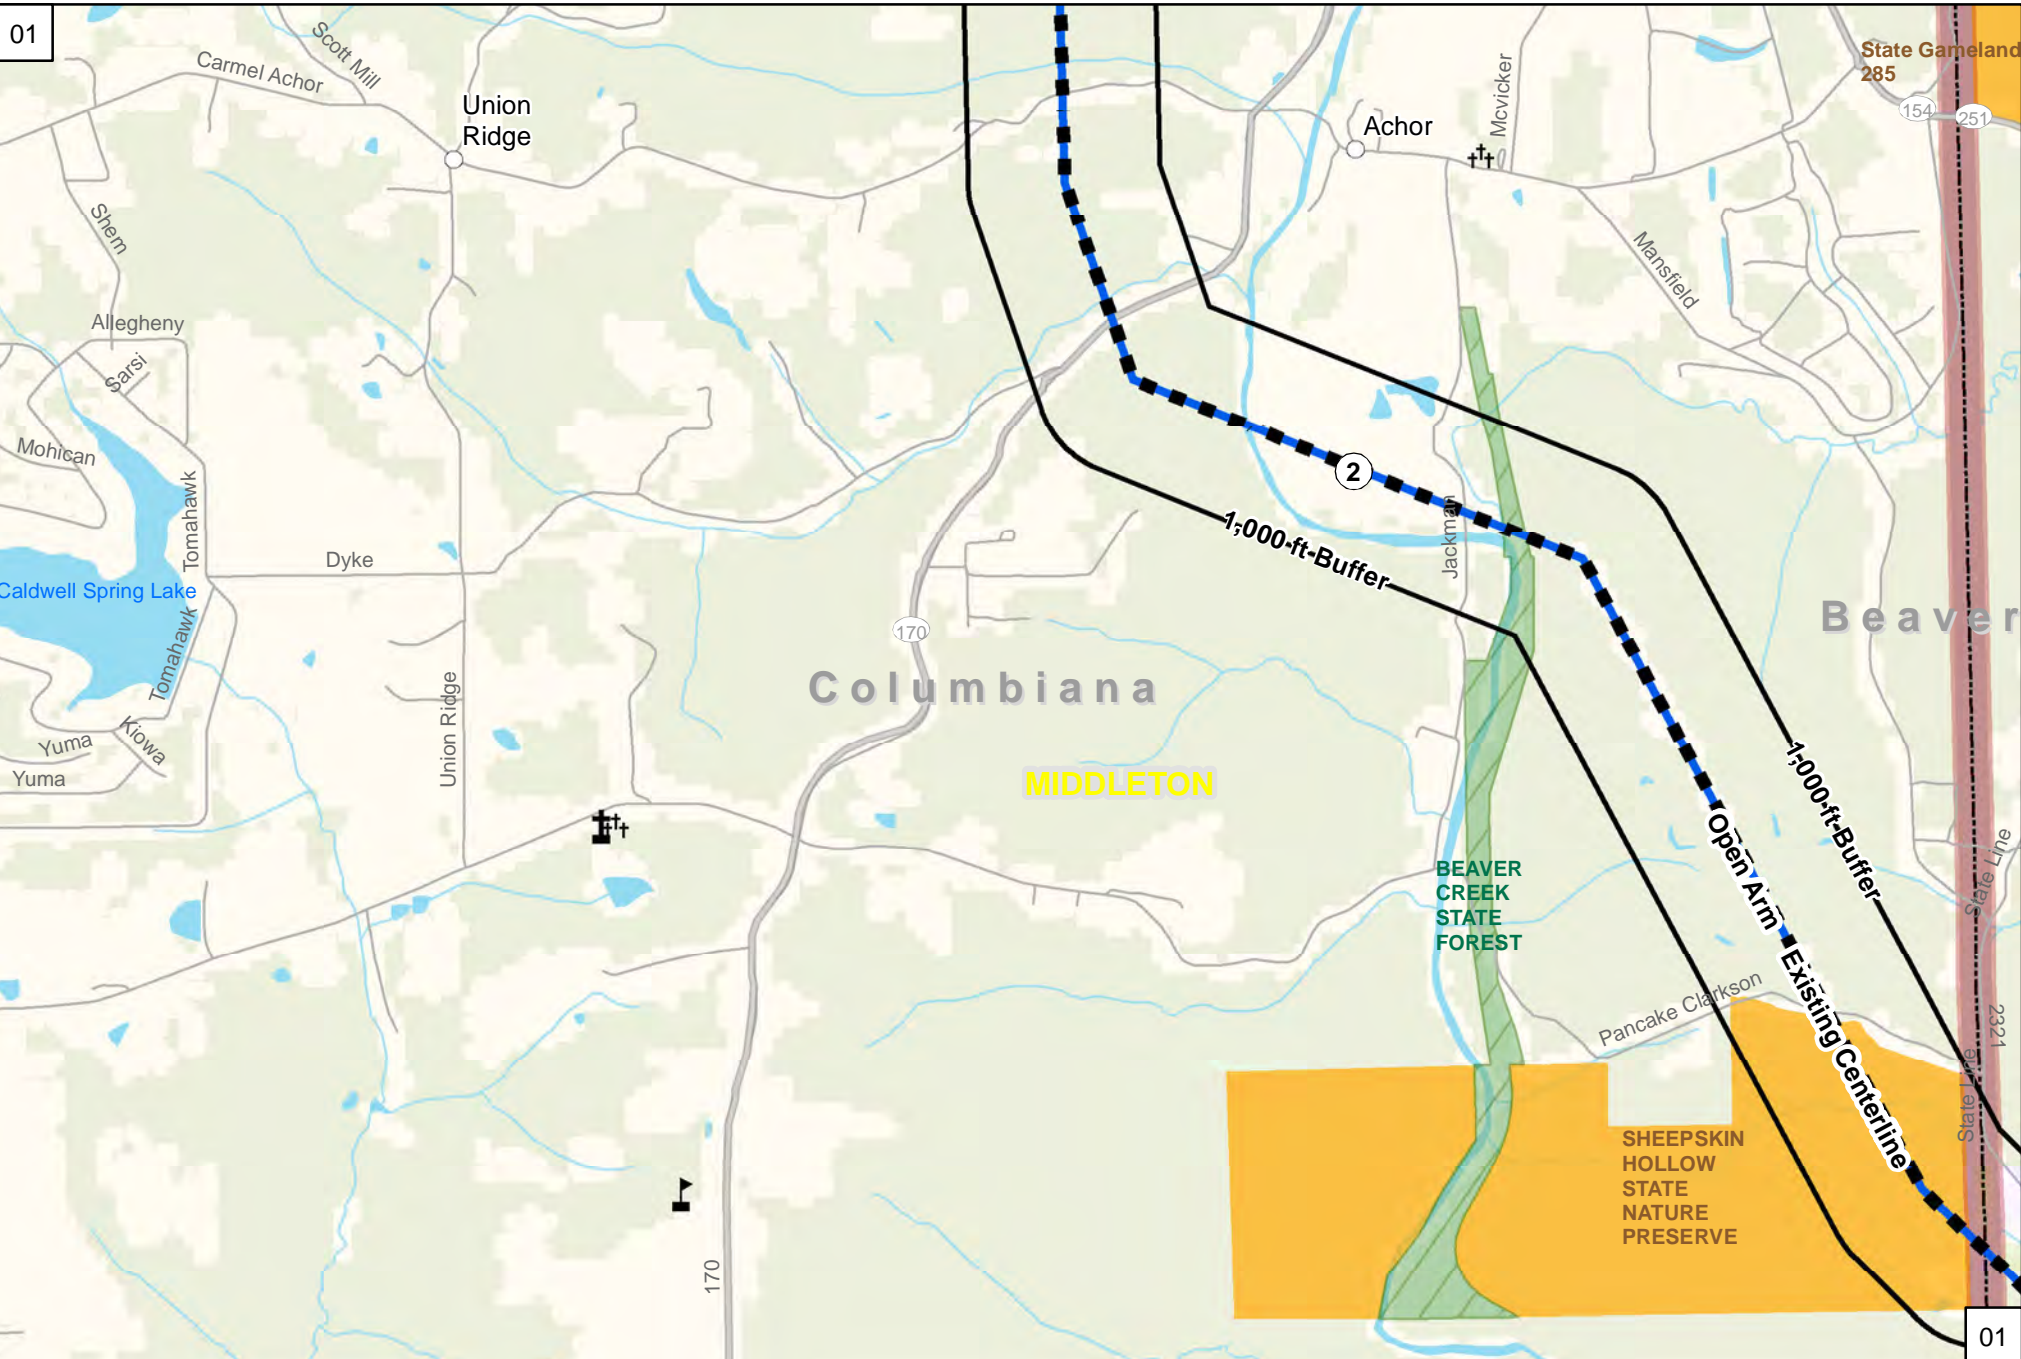 01
Scott Mill
Carmel Achor
Union
Ridge
Achor
Mcvicker
State Gameland
285
154
251
Shem
Mansfield
Allegheny
Sarsi
Mohican
Tomahawk
2
1,000-ft-Buffer
Jackman
Dyke
Caldwell Spring Lake
Tomahawk
170
Beaver
Columbiana
Union Ridge
Kiowa
Yuma
Yuma
MIDDLETON
1,000-ft-Buffer
Open Arm - Existing Centerline
BEAVER
CREEK
STATE
FOREST
State Line
Pancake Clarkson
2321
State Line
SHEEPSKIN
HOLLOW
STATE
NATURE
PRESERVE
170
01